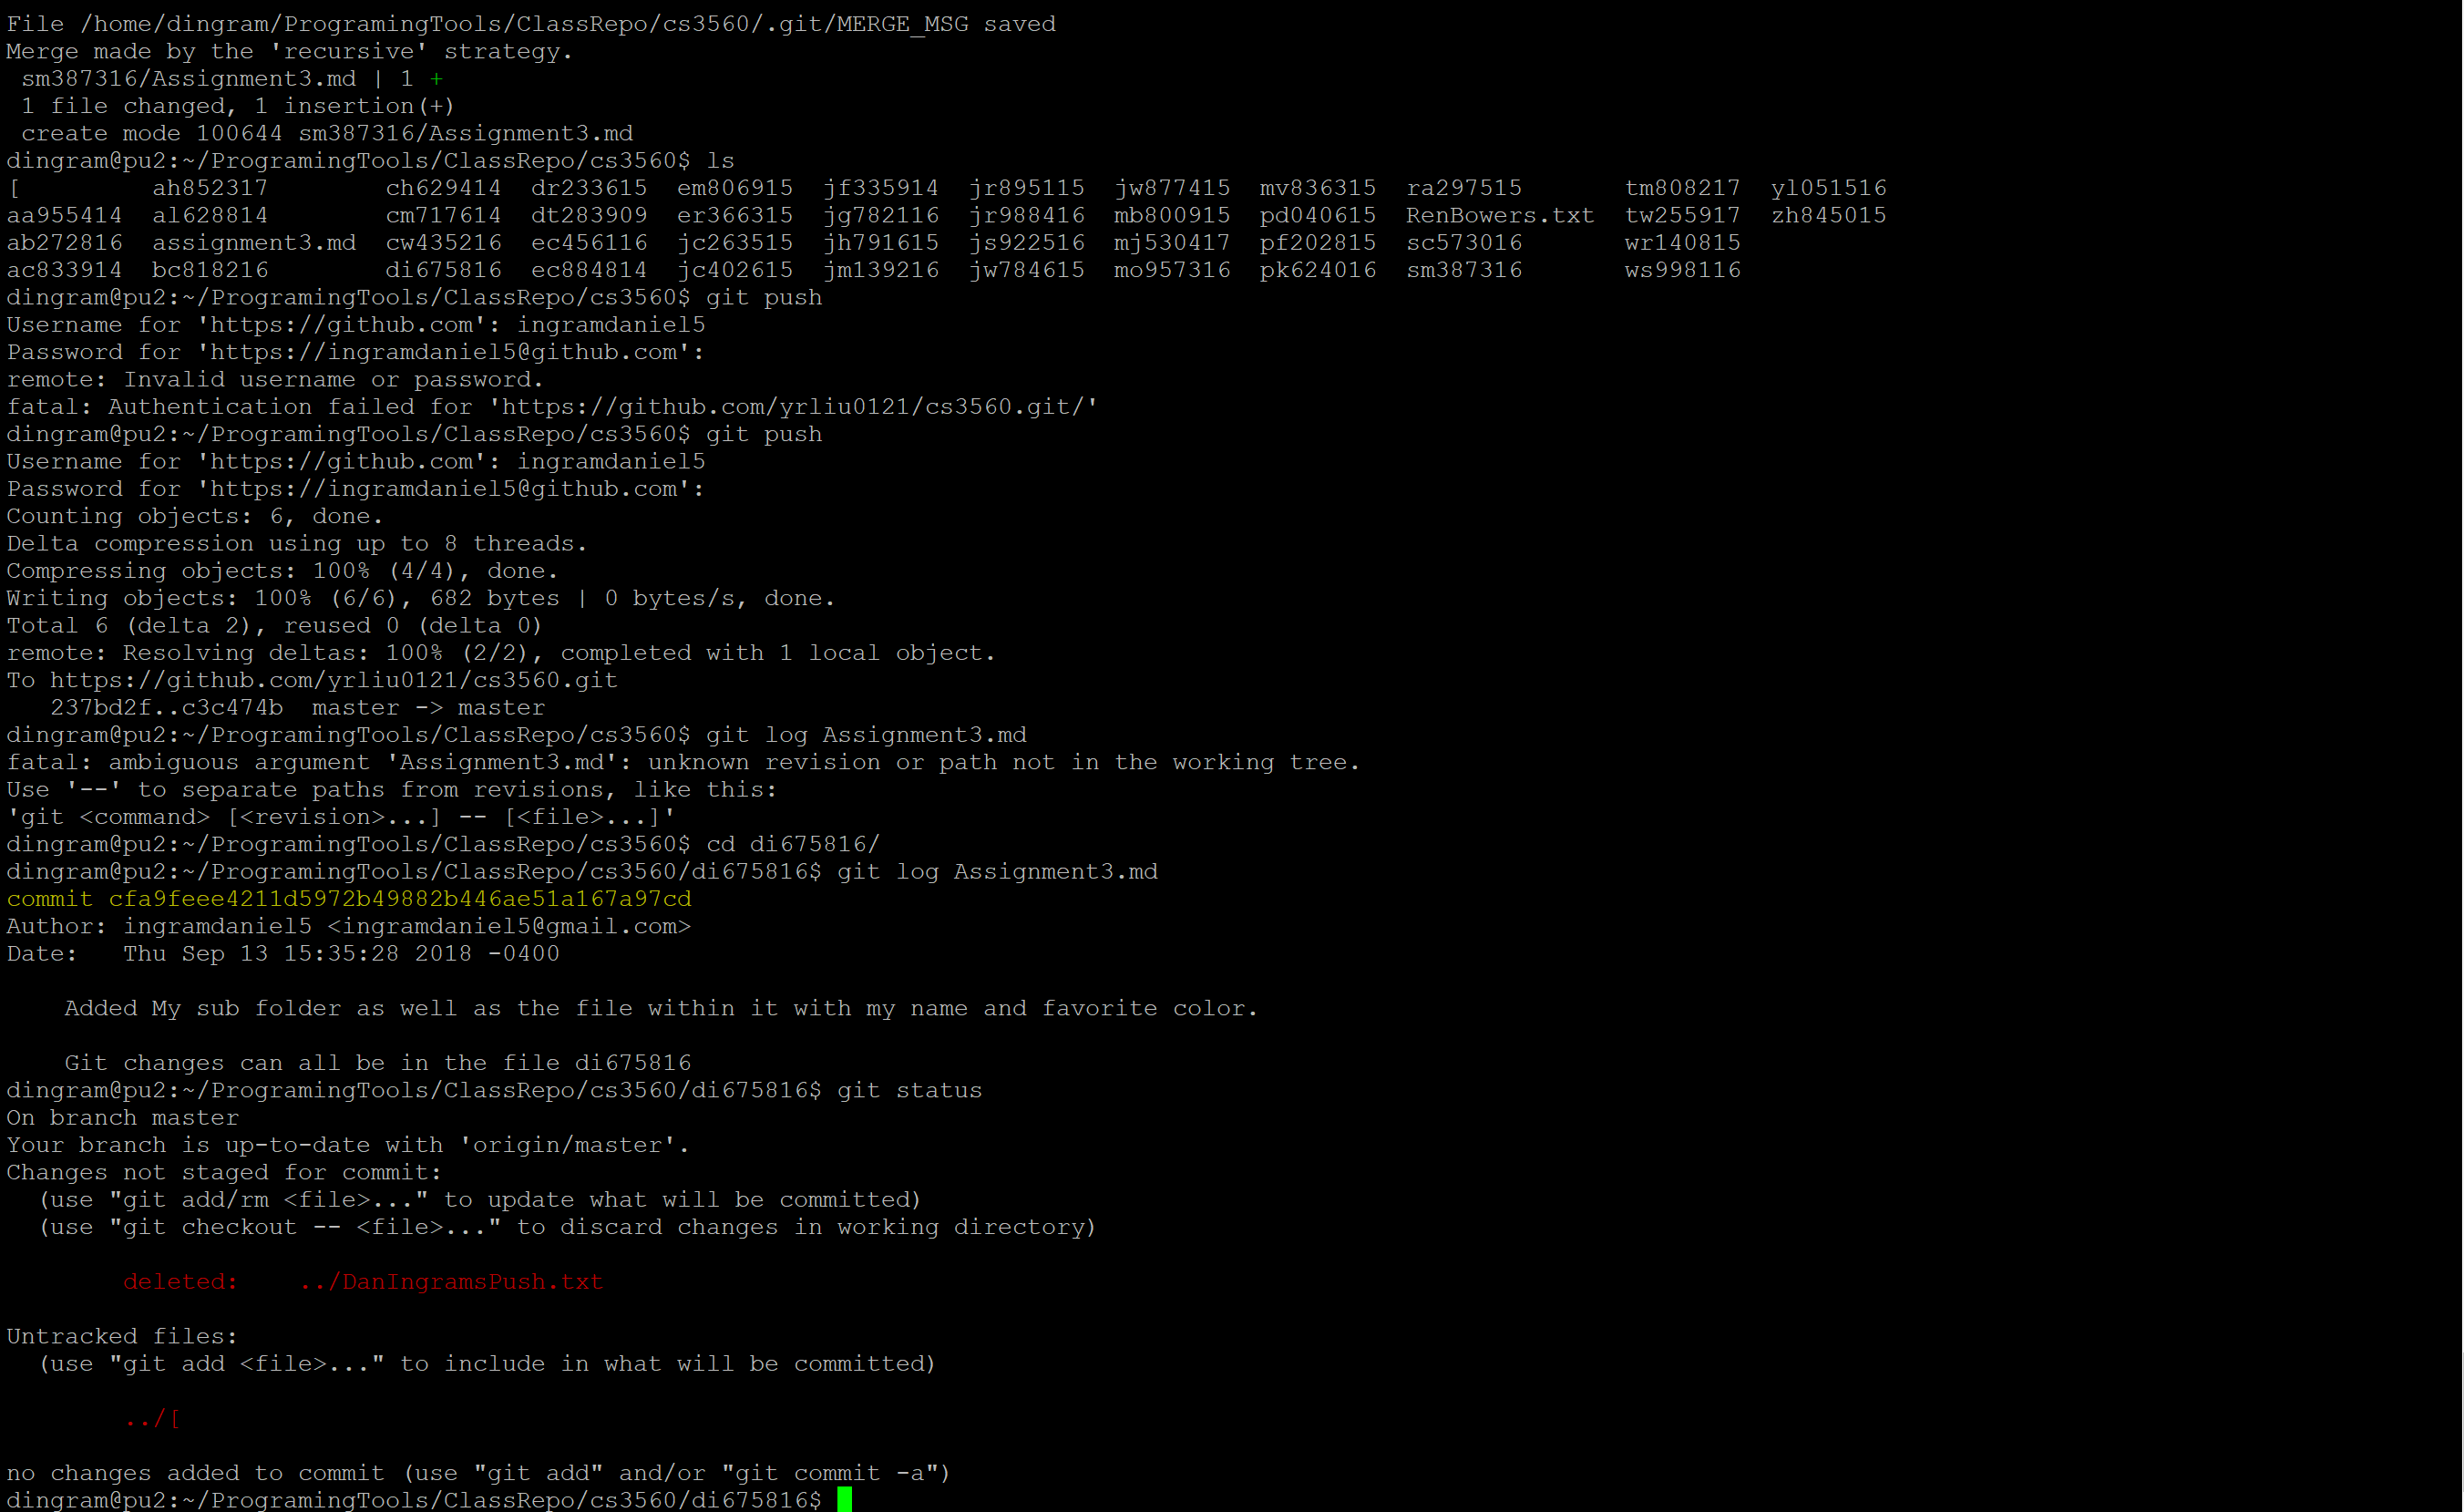 File /home/dingram/ProgramingTools/ClassRepo/cs3560/.git/MERGE_MSG saved
Merge made by the 'recursive' strategy.
 sm387316/Assignment3.md | 1 +
 1 file changed, 1 insertion(+)
 create mode 100644 sm387316/Assignment3.md
dingram@pu2:~/ProgramingTools/ClassRepo/cs3560$ ls
[         ah852317        ch629414  dr233615  em806915  jf335914  jr895115  jw877415  mv836315  ra297515       tm808217  yl051516
aa955414  al628814        cm717614  dt283909  er366315  jg782116  jr988416  mb800915  pd040615  RenBowers.txt  tw255917  zh845015
ab272816  assignment3.md  cw435216  ec456116  jc263515  jh791615  js922516  mj530417  pf202815  sc573016       wr140815
ac833914  bc818216        di675816  ec884814  jc402615  jm139216  jw784615  mo957316  pk624016  sm387316       ws998116
dingram@pu2:~/ProgramingTools/ClassRepo/cs3560$ git push
Username for 'https://github.com': ingramdaniel5
Password for 'https://ingramdaniel5@github.com':
remote: Invalid username or password.
fatal: Authentication failed for 'https://github.com/yrliu0121/cs3560.git/'
dingram@pu2:~/ProgramingTools/ClassRepo/cs3560$ git push
Username for 'https://github.com': ingramdaniel5
Password for 'https://ingramdaniel5@github.com':
Counting objects: 6, done.
Delta compression using up to 8 threads.
Compressing objects: 100% (4/4), done.
Writing objects: 100% (6/6), 682 bytes | 0 bytes/s, done.
Total 6 (delta 2), reused 0 (delta 0)
remote: Resolving deltas: 100% (2/2), completed with 1 local object.
To https://github.com/yrliu0121/cs3560.git
   237bd2f..c3c474b  master -> master
dingram@pu2:~/ProgramingTools/ClassRepo/cs3560$ git log Assignment3.md
fatal: ambiguous argument 'Assignment3.md': unknown revision or path not in the working tree.
Use '--' to separate paths from revisions, like this:
'git <command> [<revision>...] -- [<file>...]'
dingram@pu2:~/ProgramingTools/ClassRepo/cs3560$ cd di675816/
dingram@pu2:~/ProgramingTools/ClassRepo/cs3560/di675816$ git log Assignment3.md
commit cfa9feee4211d5972b49882b446ae51a167a97cd
Author: ingramdaniel5 <ingramdaniel5@gmail.com>
Date:   Thu Sep 13 15:35:28 2018 -0400

    Added My sub folder as well as the file within it with my name and favorite color.

    Git changes can all be in the file di675816
dingram@pu2:~/ProgramingTools/ClassRepo/cs3560/di675816$ git status
On branch master
Your branch is up-to-date with 'origin/master'.
Changes not staged for commit:
  (use "git add/rm <file>..." to update what will be committed)
  (use "git checkout -- <file>..." to discard changes in working directory)

        deleted:    ../DanIngramsPush.txt

Untracked files:
  (use "git add <file>..." to include in what will be committed)

        ../[

no changes added to commit (use "git add" and/or "git commit -a")
dingram@pu2:~/ProgramingTools/ClassRepo/cs3560/di675816$